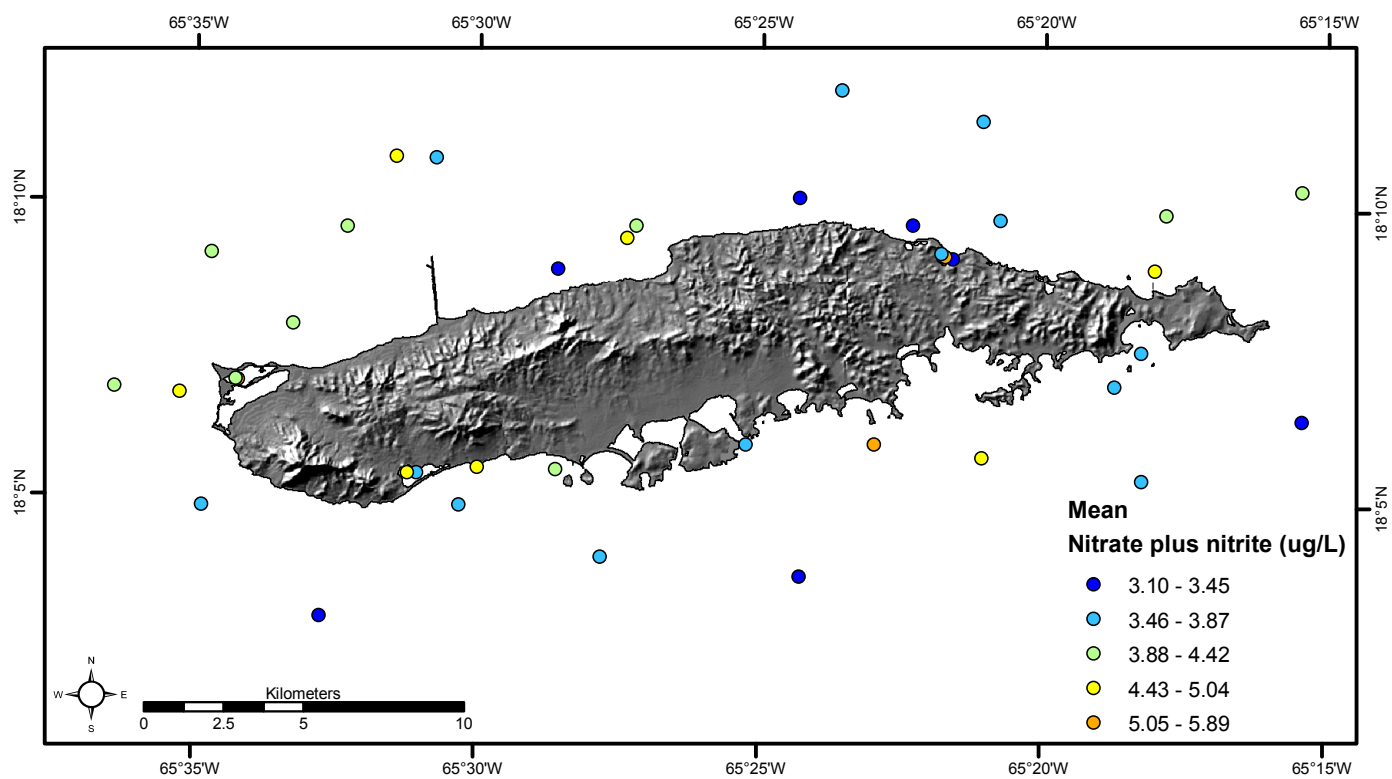 65°35'W 65°30'W 65°25'W 65°20'W 65°15'W
18°10'N
18°10'N
18°5'N
18°5'N
Mean
Nitrate plus nitrite (ug/L)
3.10 - 3.45
3.46 - 3.87
3.88 - 4.42
4.43 - 5.04
5.05 - 5.89
N
W E
S
Kilometers
0 2.5 5 10
65°35'W 65°30'W 65°25'W 65°20'W 65°15'W